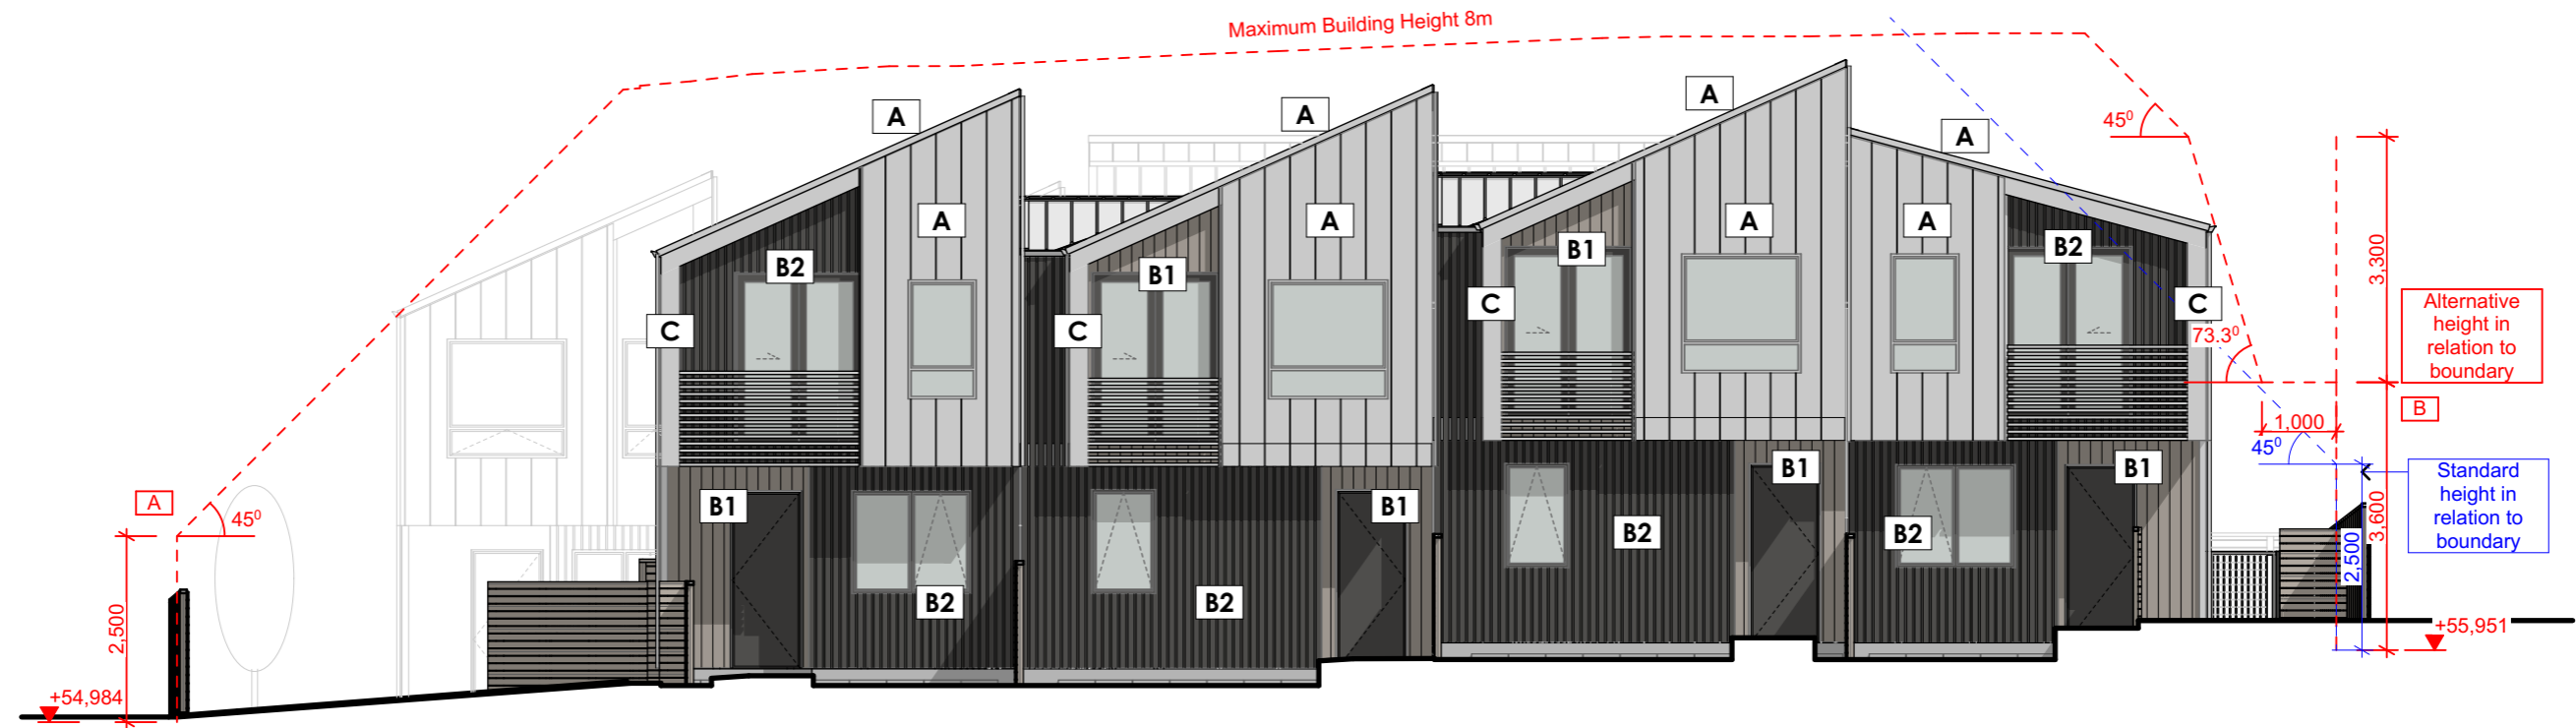 Maximum Building Height 8m
A
A
A
A
45⁰
A
A
A
A
B2
B1
B1
B2
3,300
C
C
C
C
73.3⁰
Alternative
height in
relation to
boundary
B
1,000
45⁰
Standard
height in
relation to
boundary
A
45⁰
B1
B1
B1
B1
B2
B2
B2
B2
3,600
2,500
2,500
+54,984
+55,951